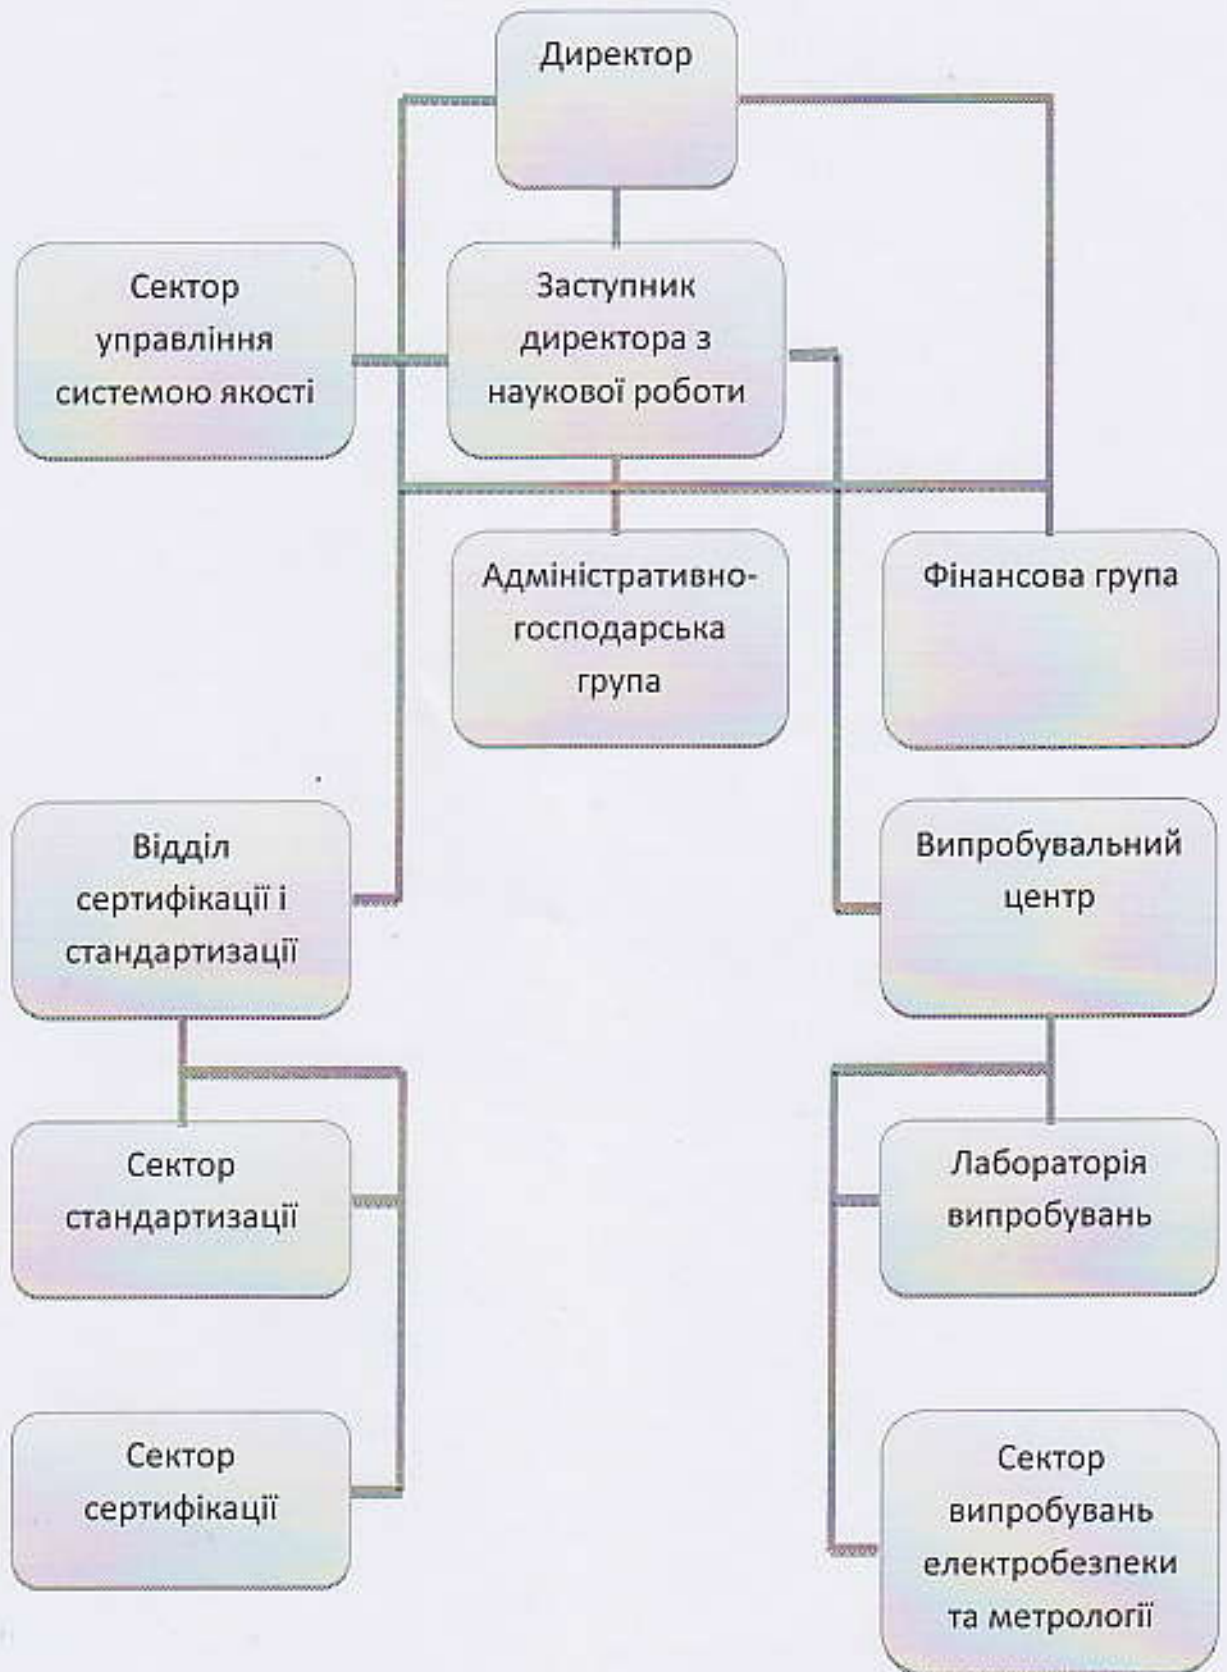 Директор
Сектор
управління
системою якості
Заступник
директора з
наукової роботи
Адміністративно-
господарська
група
Фінансова група
Відділ
сертифікації і
стандартизації
Випробувальний
центр
Сектор
стандартизації
Лабораторія
випробувань
Сектор
сертифікації
Сектор
випробувань
електробезпеки
та метрології